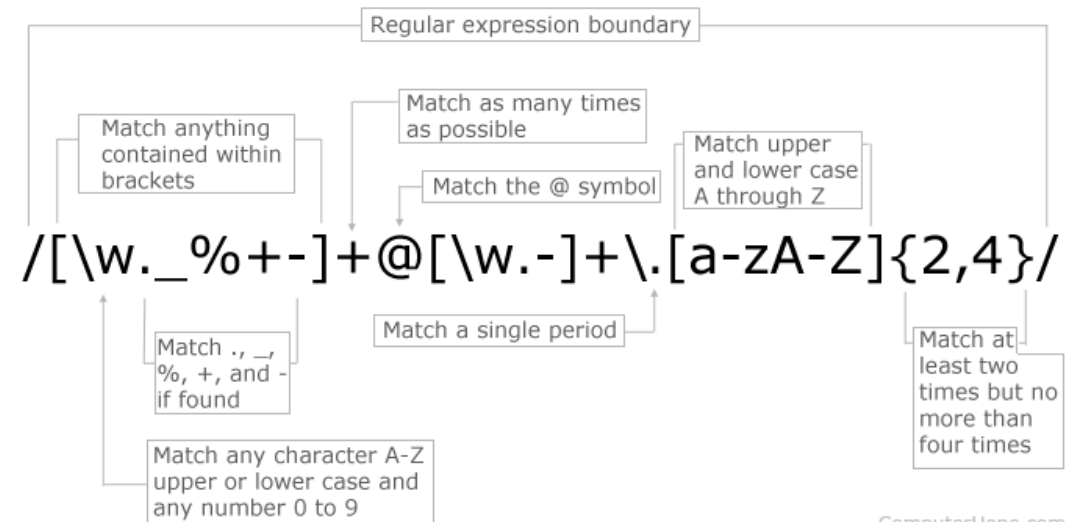 Regular expression boundary
Match as many times
as possible
Match anything
contained within
brackets
Match upper
and lower case
A through Z
Match the @ symbol
/[\w._%+-]+@[\w.-]+\.[a-zA-Z]{2,4}/
Match a single period
Match ., _,
%, +, and -
if found
Match at
least two
times but no
more than
four times
Match any character A-Z
upper or lower case and
any number 0 to 9
ComputerHope.com